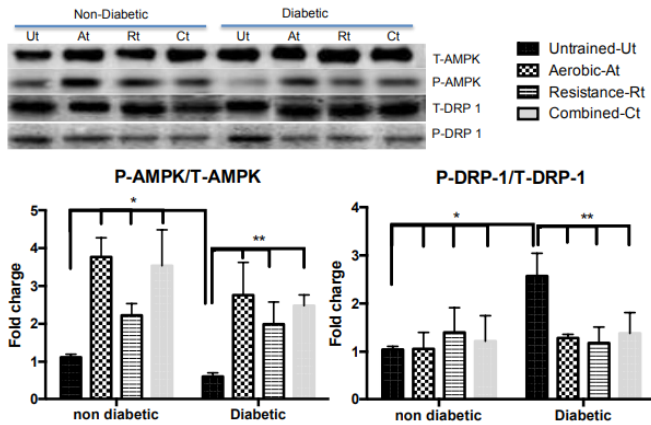 Non-Diabetic Diabetic
Ut At Rt Ct Ut At Rt Ct
T-AMPK
P-AMPK
T-DRP 1
P-DRP 1
Untrained-Ut
Aerobic-At
Resistance-Rt
Combined-Ct
P-AMPK/T-AMPK
Fold charge
5
4
3
2
1
0
*
**
non diabetic Diabetic
P-DRP-1/T-DRP-1
Fold charge
4
3
2
1
0
*
**
non diabetic Diabetic